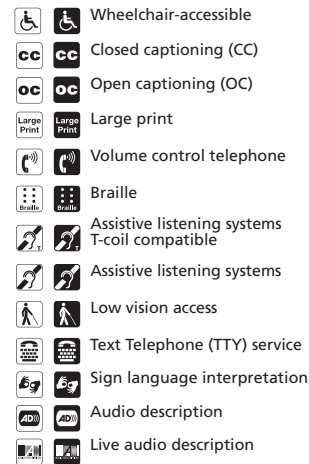 Wheelchair-accessible
CC CC Closed captioning (CC)
OC OC Open captioning (OC)
Large Print Large Print Large print
Volume control telephone
Braille Braille Braille
Assistive listening systems
T T T-coil compatible
Assistive listening systems
Low vision access
Text Telephone (TTY) service
Sign language interpretation
AD AD Audio description
Live audio description